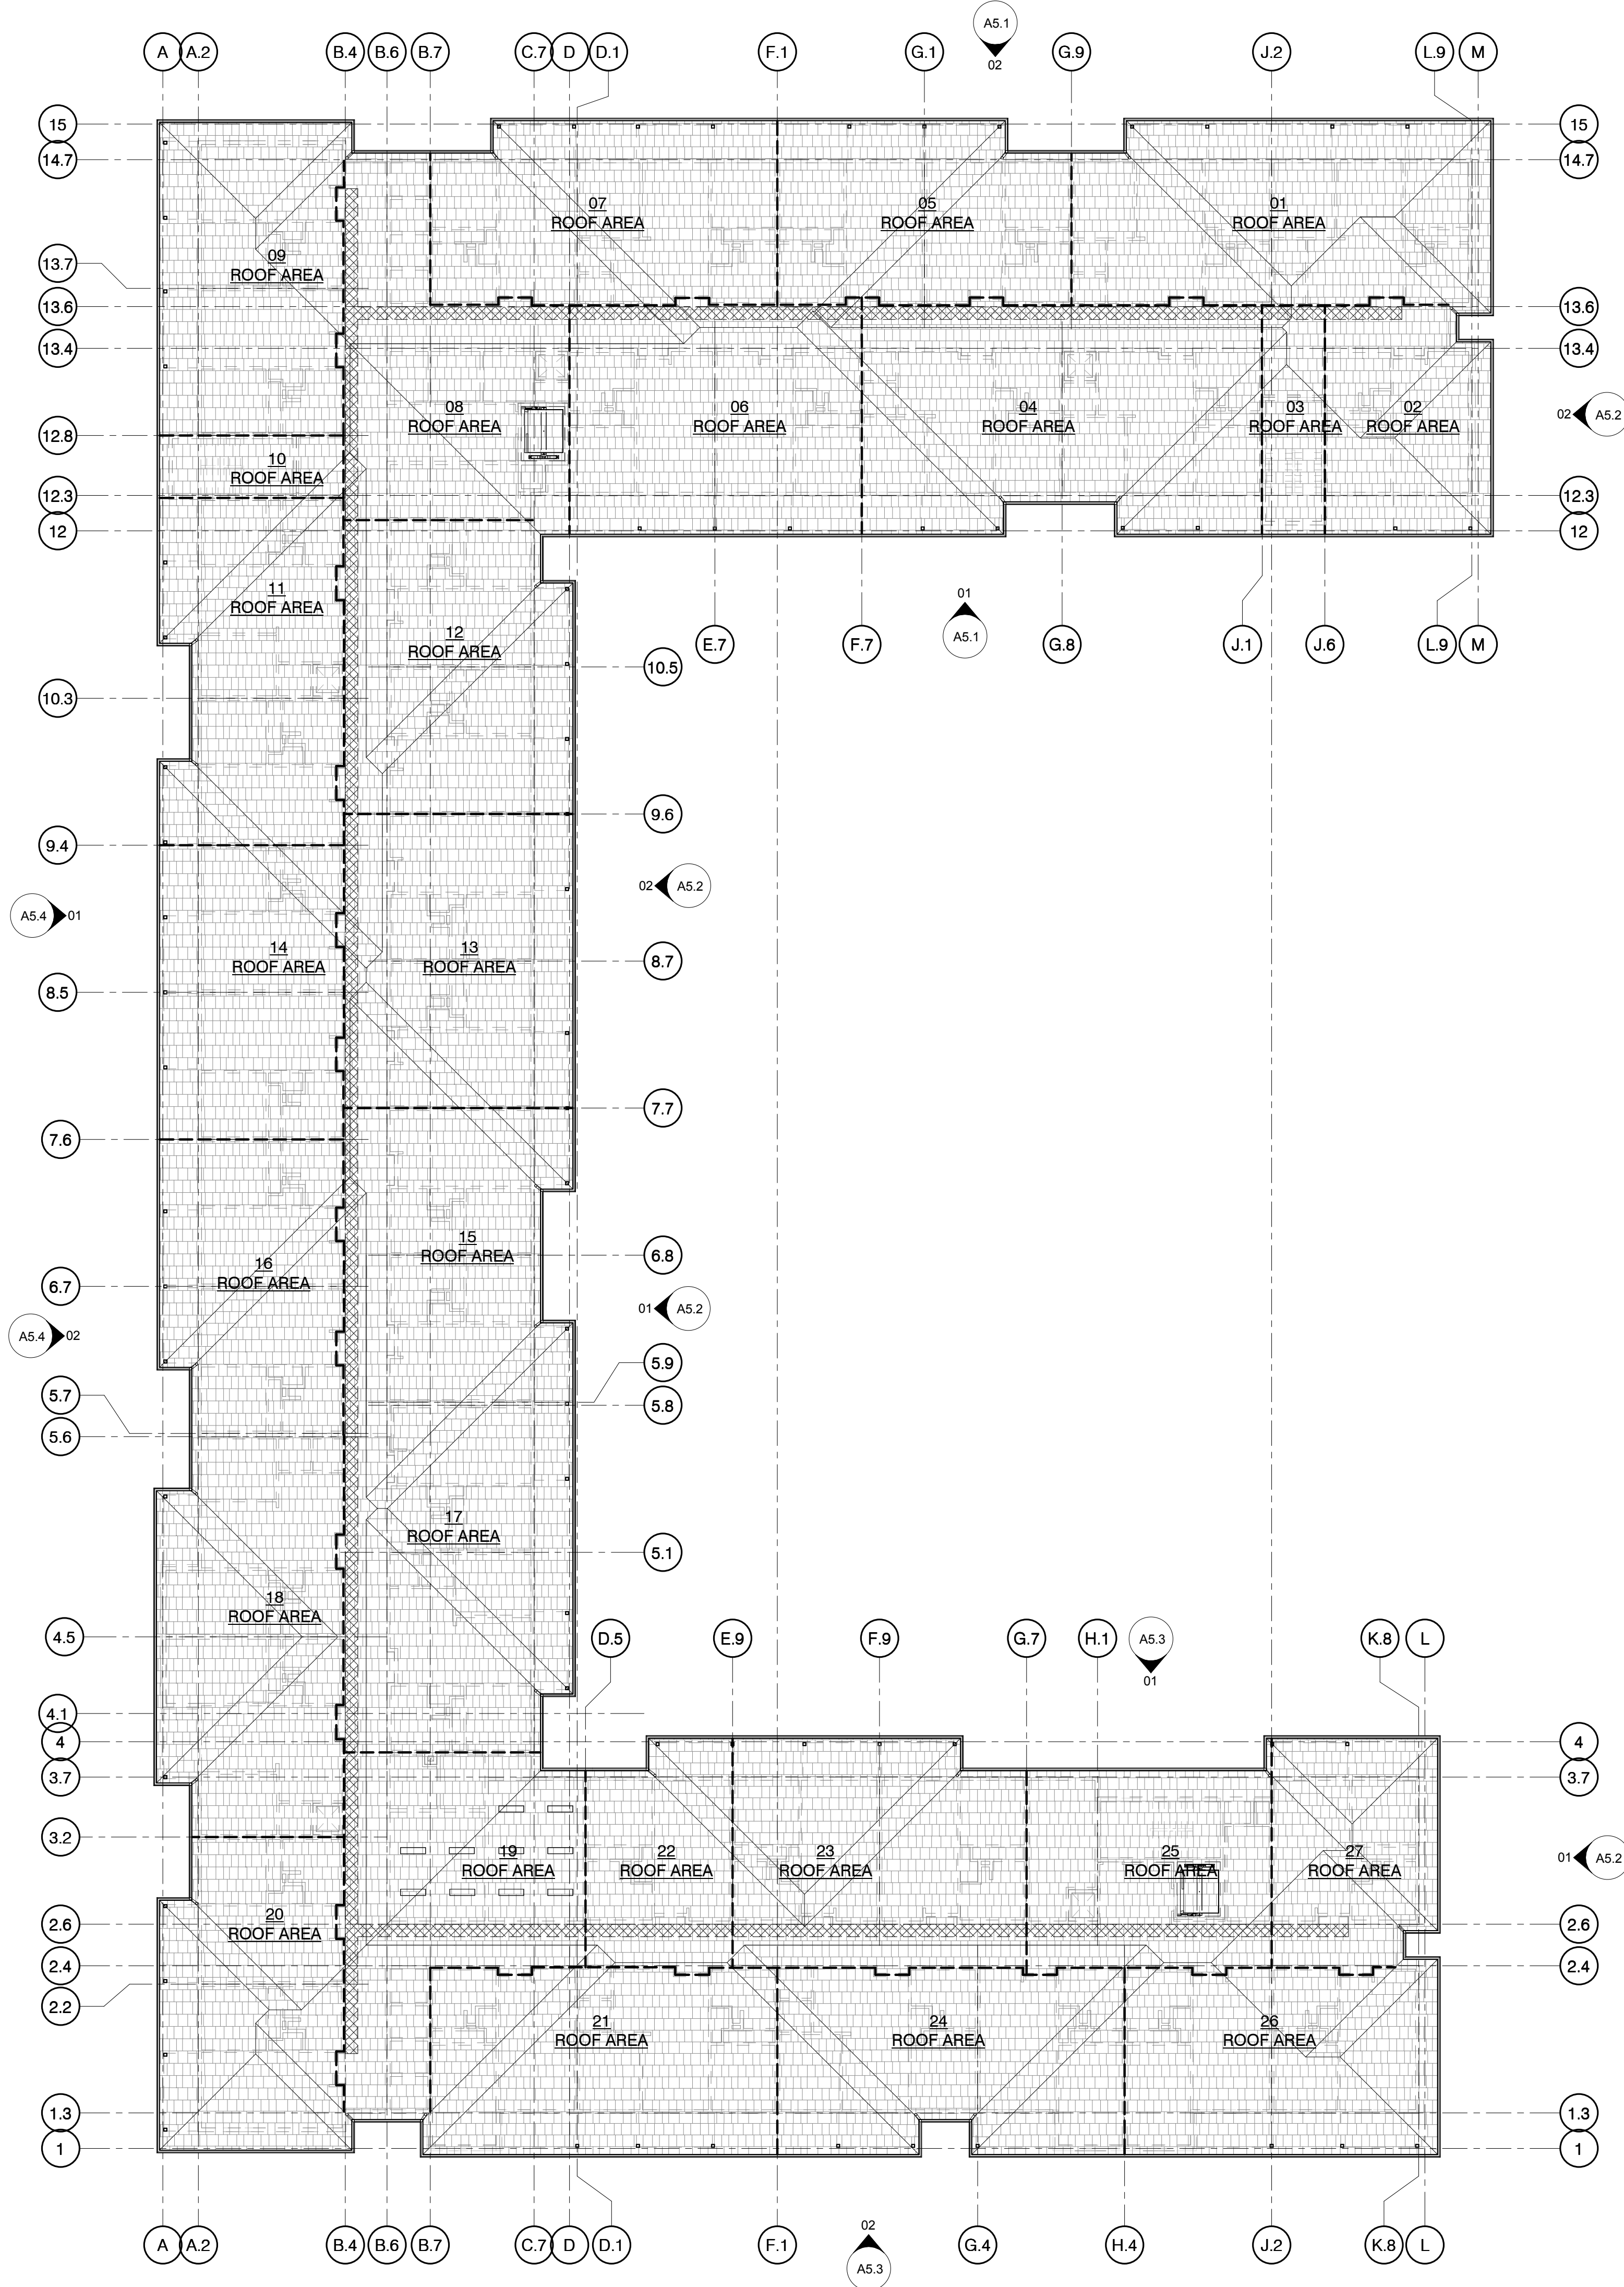 A5.1
02
A
A.2
B.4
B.6
B.7
C.7
D
D.1
F.1
G.1
G.9
J.2
L.9
M
15
15
14.7
14.7
07
ROOF AREA
05
ROOF AREA
01
ROOF AREA
09
ROOF AREA
13.7
13.6
13.6
13.4
13.4
08
ROOF AREA
06
ROOF AREA
04
ROOF AREA
03
ROOF AREA
02
ROOF AREA
02
A5.2
12.8
10
ROOF AREA
12.3
12.3
12
12
11
ROOF AREA
12
ROOF AREA
01
A5.1
E.7
F.7
G.8
J.1
J.6
L.9
M
10.5
10.3
9.6
9.4
02
A5.2
A5.4
01
14
ROOF AREA
13
ROOF AREA
8.7
8.5
7.7
7.6
15
ROOF AREA
6.8
16
ROOF AREA
6.7
01
A5.2
A5.4
02
5.9
5.7
5.8
5.6
17
ROOF AREA
5.1
18
ROOF AREA
4.5
D.5
E.9
F.9
G.7
H.1
A5.3
01
K.8
L
4.1
4
4
3.7
3.7
3.2
19
ROOF AREA
22
ROOF AREA
23
ROOF AREA
25
ROOF AREA
27
ROOF AREA
01
A5.2
20
ROOF AREA
2.6
2.6
2.4
2.4
2.2
21
ROOF AREA
24
ROOF AREA
26
ROOF AREA
1.3
1.3
1
1
A
A.2
B.4
B.6
B.7
C.7
D
D.1
F.1
02
A5.3
G.4
H.4
J.2
K.8
L